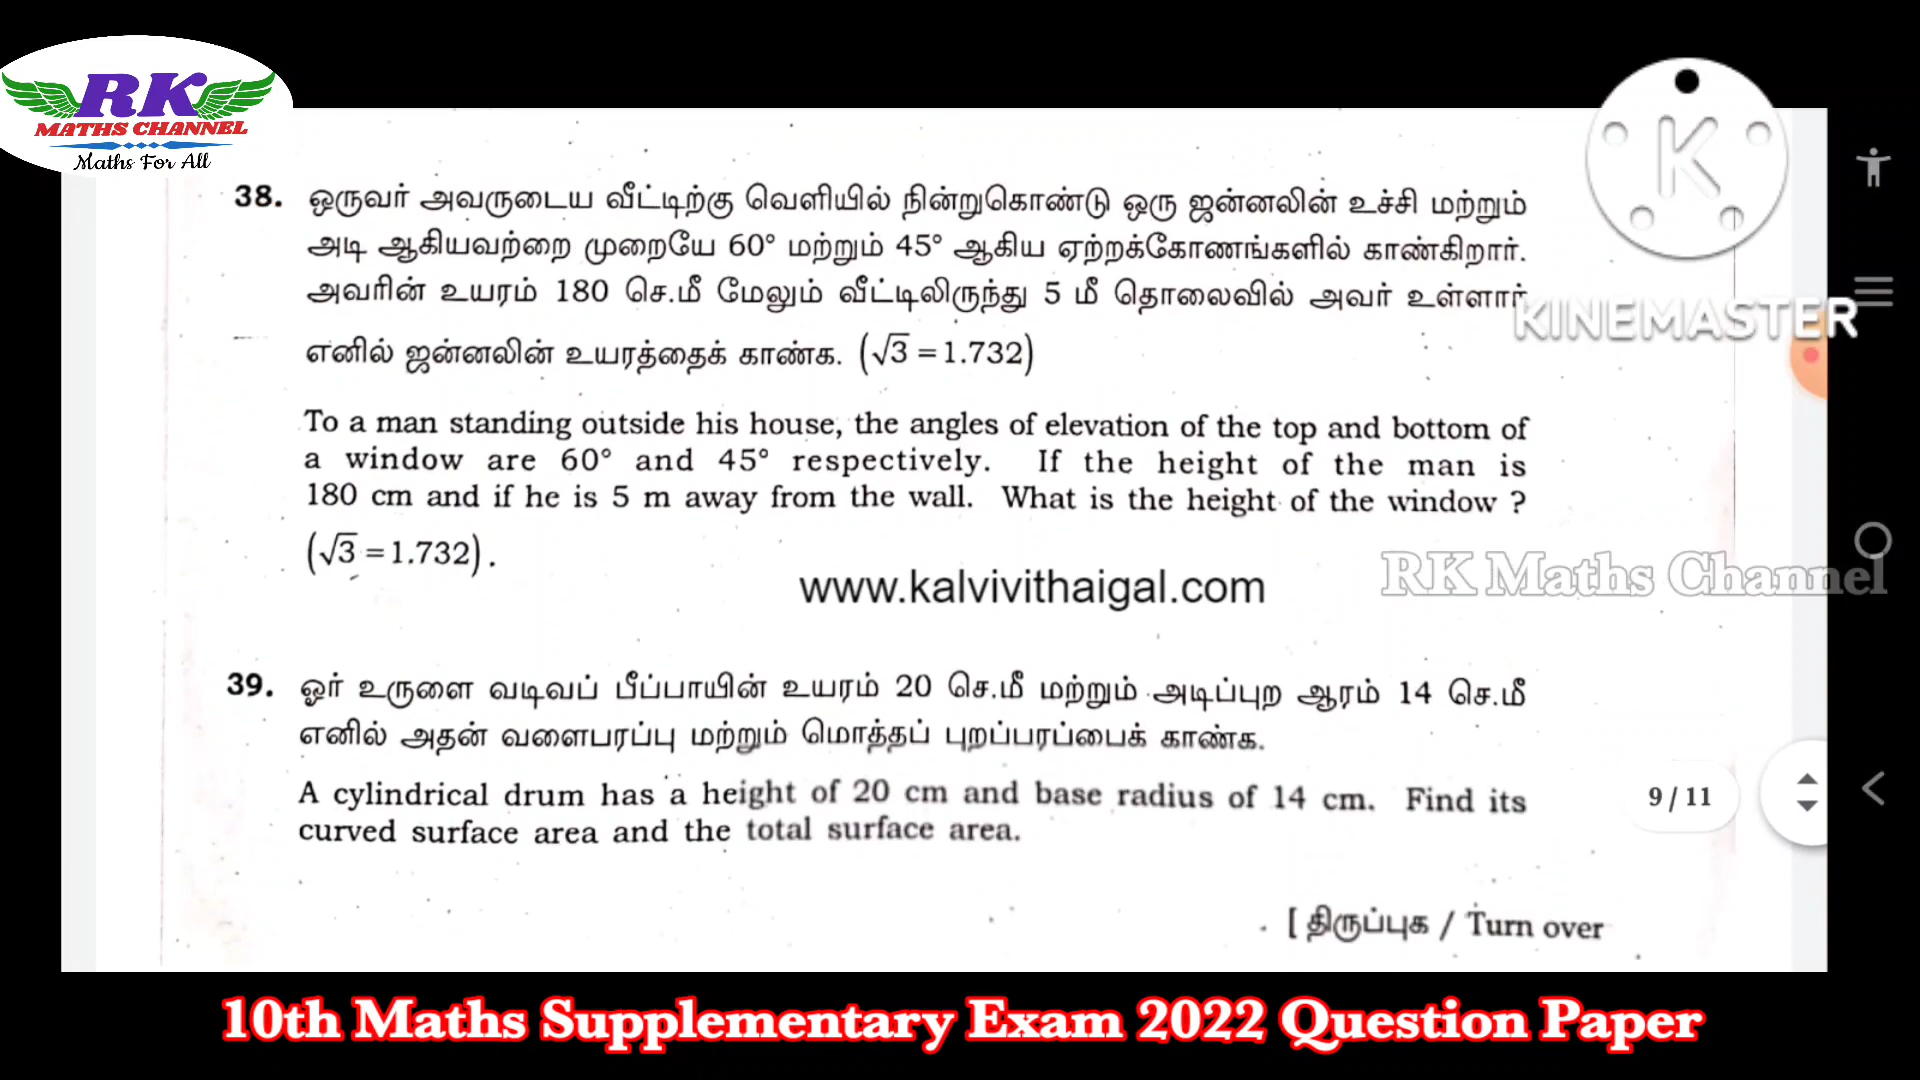 RK
MATHS CHANNEL
Maths For All
K
KINEMASTER
38. ஒருவர் அவருடைய வீட்டிற்கு வெளியில் நின்றுகொண்டு ஒரு ஜன்னலின் உச்சி மற்றும்
அடி ஆகியவற்றை முறையே 60° மற்றும் 45° ஆகிய ஏற்றக்கோணங்களில் காண்கிறார்.
அவரின் உயரம் 180 செ.மீ மேலும் வீட்டிலிருந்து 5 மீ தொலைவில் அவர் உள்ளார்
எனில் ஜன்னலின் உயரத்தைக் காண்க. (√3 = 1.732)
To a man standing outside his house, the angles of elevation of the top and bottom of
a window are 60° and 45° respectively. If the height of the man is
180 cm and if he is 5 m away from the wall. What is the height of the window ?
(√3 = 1.732).
www.kalvivithaigal.com
RK Maths Channel
39. ஓர் உருளை வடிவப் பீப்பாயின் உயரம் 20 செ.மீ மற்றும் அடிப்புற ஆரம் 14 செ.மீ
எனில் அதன் வளைபரப்பு மற்றும் மொத்தப் புறப்பரப்பைக் காண்க.
A cylindrical drum has a height of 20 cm and base radius of 14 cm. Find its
curved surface area and the total surface area.
9 / 11
[ திருப்புக / Turn over
10th Maths Supplementary Exam 2022 Question Paper